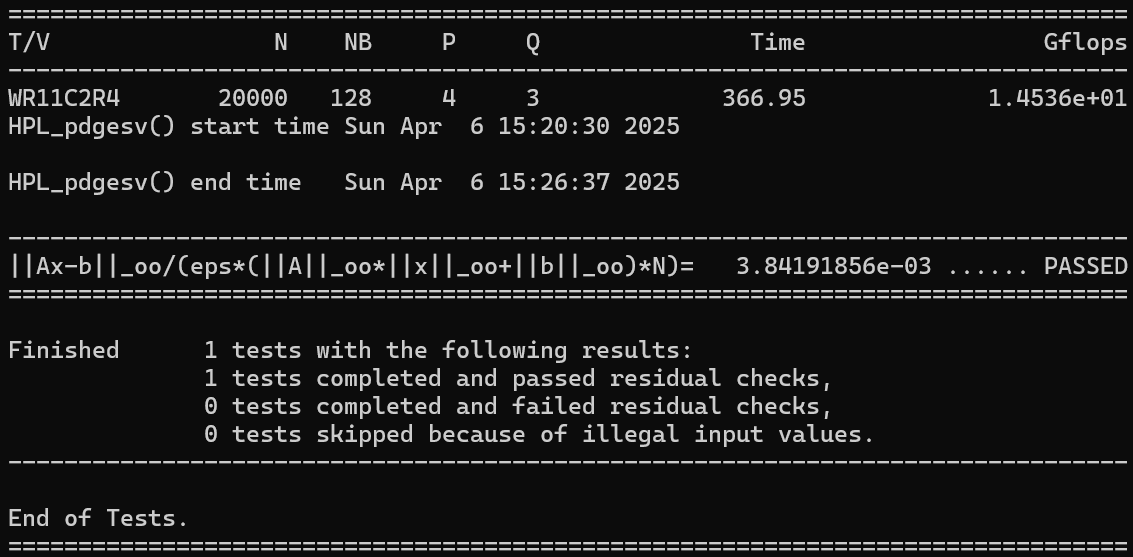 ================================================================================
T/V                N    NB     P     Q               Time                 Gflops
--------------------------------------------------------------------------------
WR11C2R4       20000   128     4     3             366.95             1.4536e+01
HPL_pdgesv() start time Sun Apr  6 15:20:30 2025

HPL_pdgesv() end time   Sun Apr  6 15:26:37 2025

--------------------------------------------------------------------------------
||Ax-b||_oo/(eps*(||A||_oo*||x||_oo+||b||_oo)*N)=   3.84191856e-03 ...... PASSED
================================================================================

Finished      1 tests with the following results:
              1 tests completed and passed residual checks,
              0 tests completed and failed residual checks,
              0 tests skipped because of illegal input values.
--------------------------------------------------------------------------------

End of Tests.
================================================================================